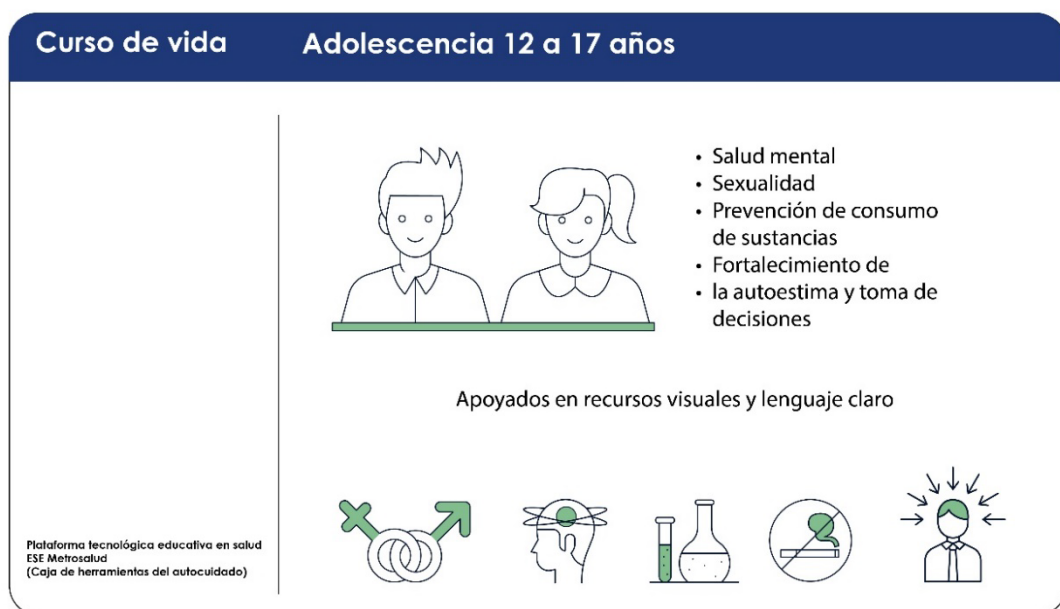 Curso de vida
Adolescencia 12 a 17 años
• Salud mental
• Sexualidad
• Prevención de consumo
de sustancias
• Fortalecimiento de
• la autoestima y toma de
decisiones
Apoyados en recursos visuales y lenguaje claro
Plataforma tecnológica educativa en salud
ESE Metrosalud
(Caja de herramientas del autocuidado)